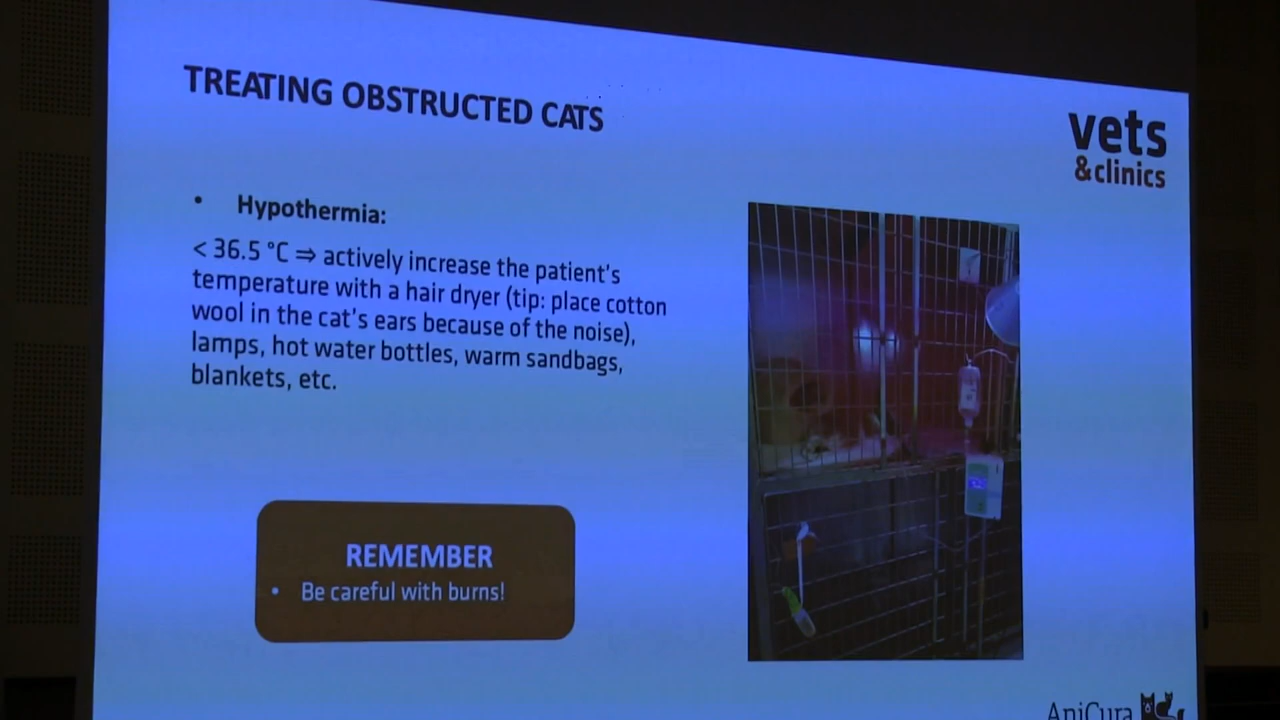 TREATING OBSTRUCTED CATS
vets
&clinics
• Hypothermia:
< 36.5 °C ⇒ actively increase the patient's
temperature with a hair dryer (tip: place cotton
wool in the cat's ears because of the noise),
lamps, hot water bottles, warm sandbags,
blankets, etc.
REMEMBER
• Be careful with burns!
AniCura